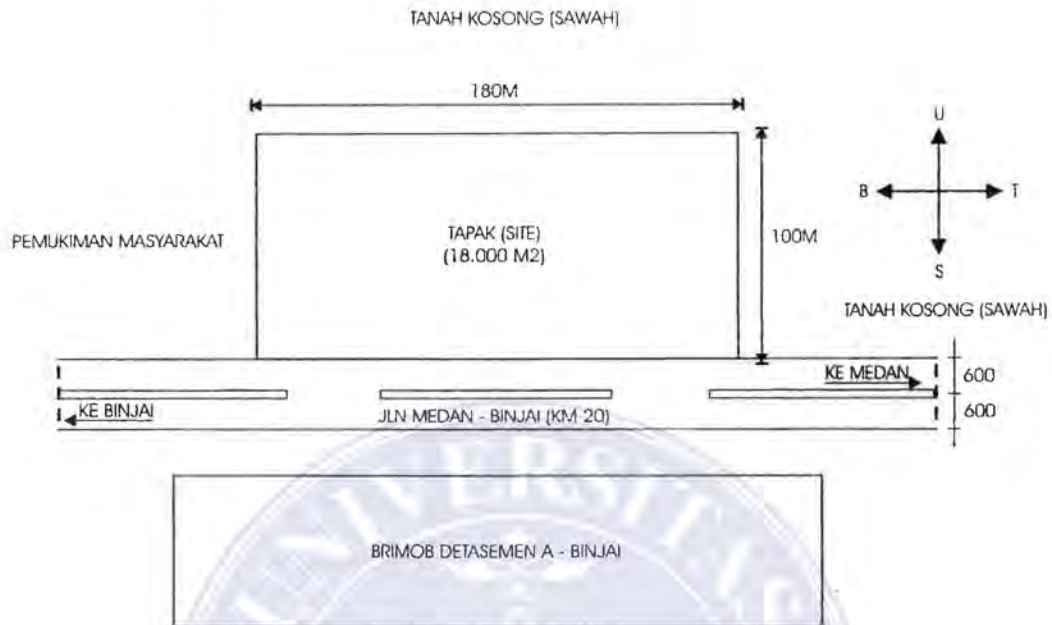 TANAH KOSONG (SAWAH)
180M
U
B
T
S
PEMUKIMAN MASYARAKAT
TAPAK (SITE)
(18.000 M2)
100M
TANAH KOSONG (SAWAH)
KE MEDAN
600
KE BINJAI
JLN MEDAN - BINJAI (KM 20)
600
UNIVERSITAS
BRIMOB DETASEMEN A - BINJAI